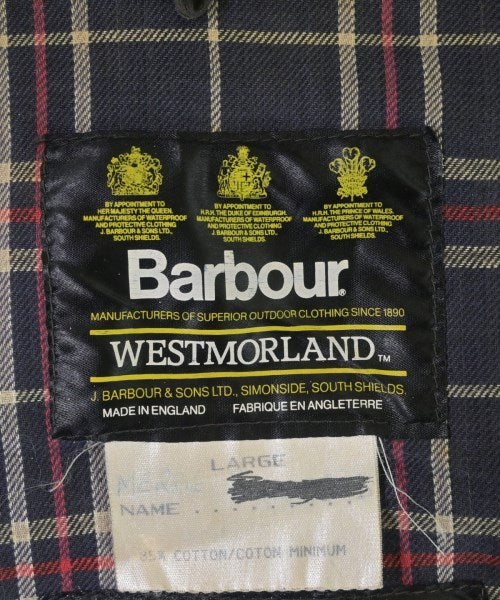 BY APPOINTMENT TO
HER MAJESTY THE QUEEN.
MANUFACTURERS OF WATERPROOF
AND PROTECTIVE CLOTHING
J. BARBOUR & SONS LTD.,
SOUTH SHIELDS.
BY APPOINTMENT TO
H.R.H. THE DUKE OF EDINBURGH.
MANUFACTURERS OF WATERPROOF
AND PROTECTIVE CLOTHING
J. BARBOUR & SONS LTD.
SOUTH SHIELDS.
BY APPOINTMENT TO
H.R.H. THE PRINCE OF WALES.
MANUFACTURERS OF WATERPROOF
AND PROTECTIVE CLOTHING
J. BARBOUR & SONS LTD.
SOUTH SHIELDS.
Barbour®
MANUFACTURERS OF SUPERIOR OUTDOOR CLOTHING SINCE 1890
WESTMORLAND™
J. BARBOUR & SONS LTD., SIMONSIDE, SOUTH SHIELDS.
MADE IN ENGLAND FABRIQUE EN ANGLETERRE
LARGE
NAME
COTTON/COTON MINIMUM